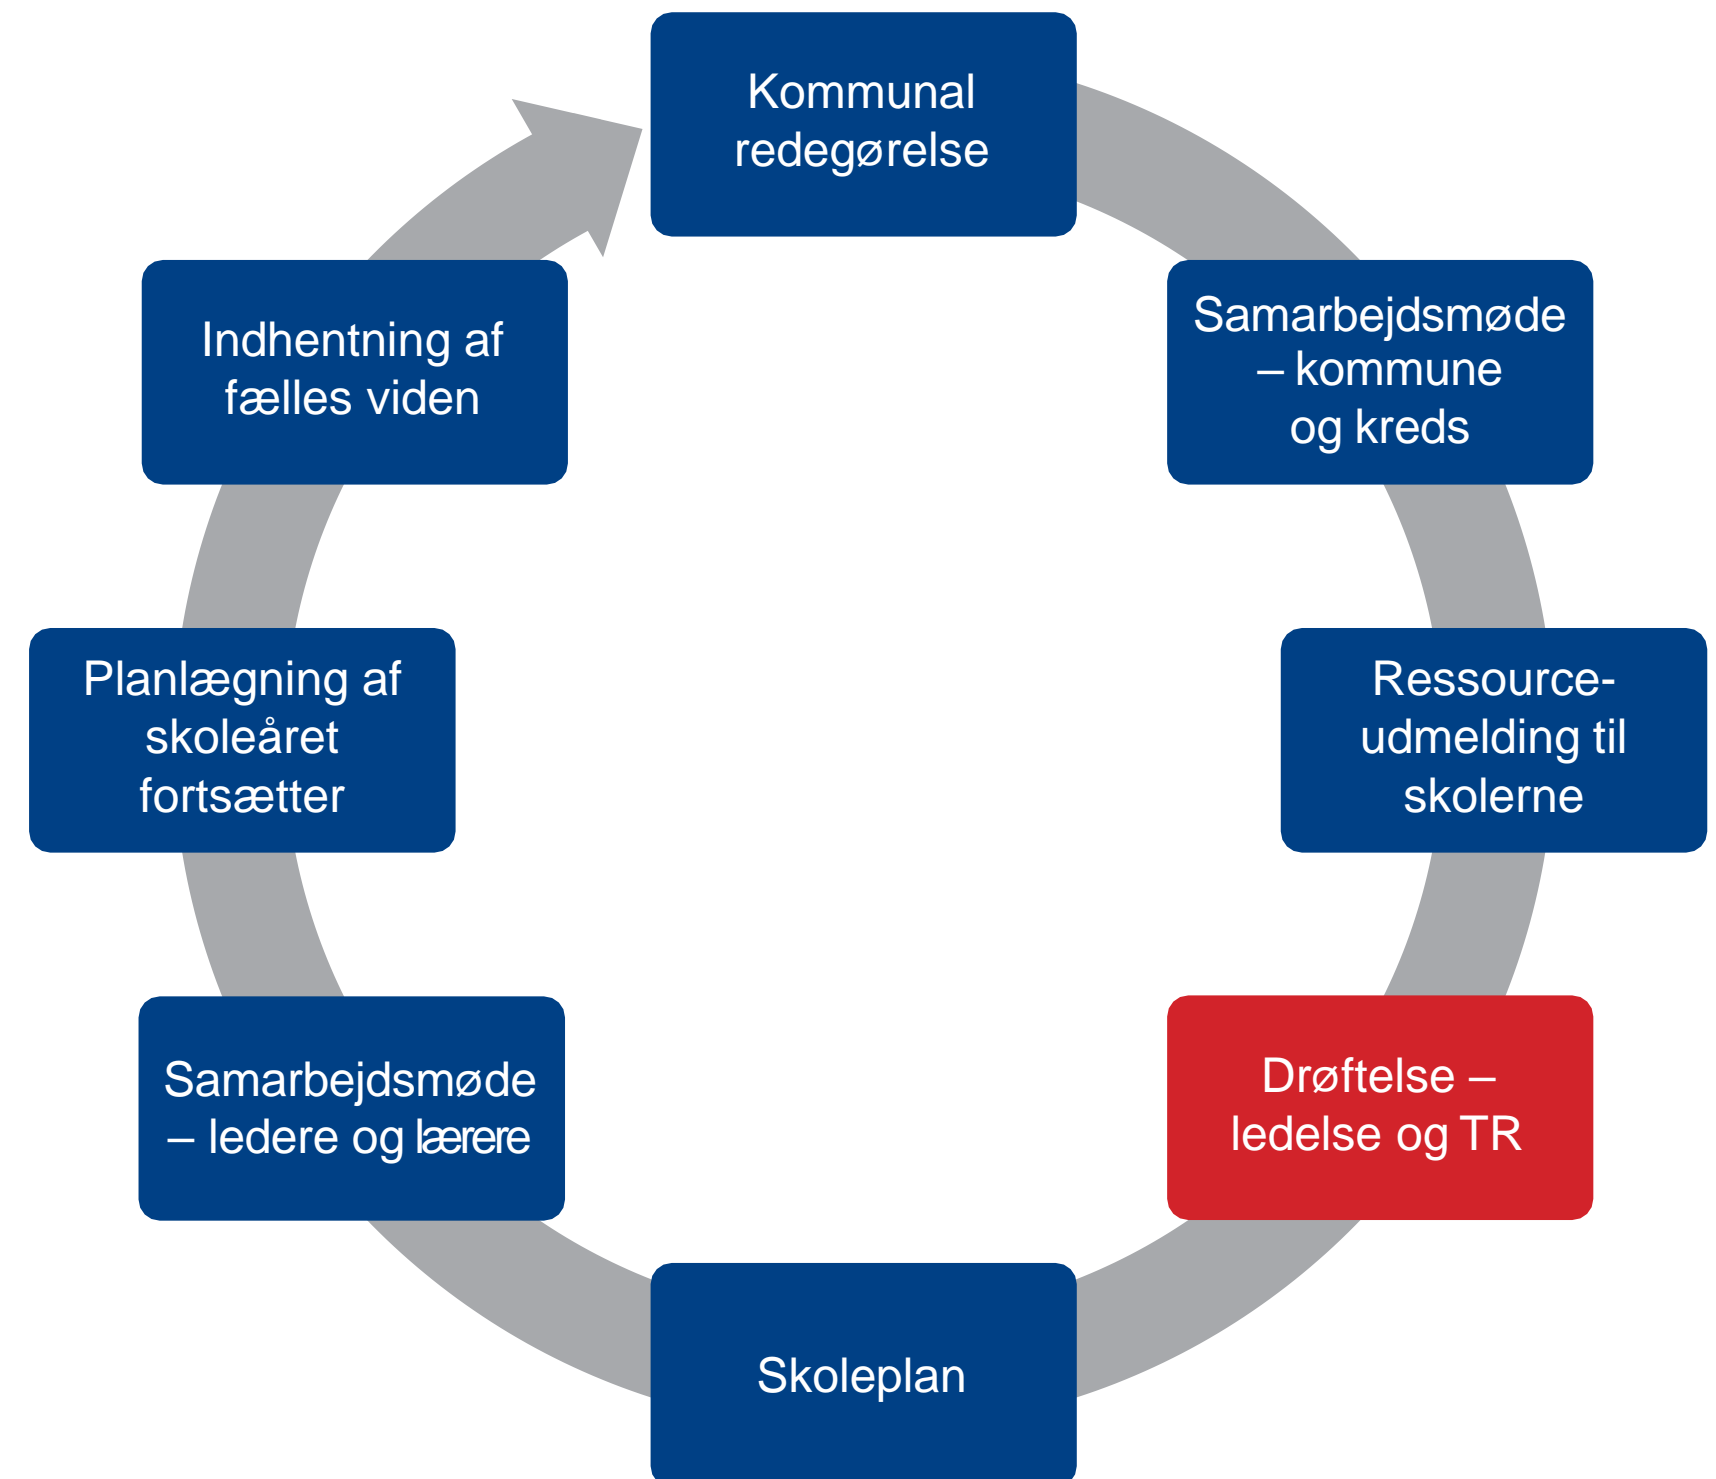 Kommunal
redegørelse
Samarbejdsmøde
– kommune
og kreds
Ressource-
udmelding til
skolerne
Drøftelse –
ledelse og TR
Skoleplan
Samarbejdsmøde
– ledere og lærere
Planlægning af
skoleåret
fortsætter
Indhentning af
fælles viden